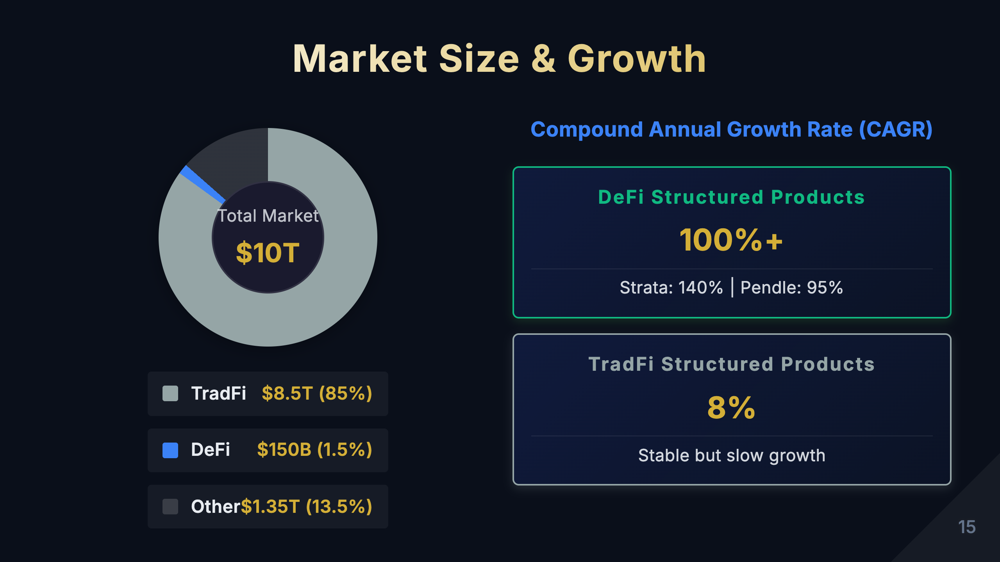 Market Size & Growth
Total Market
$10T
TradFi $8.5T (85%)
DeFi $150B (1.5%)
Other$1.35T (13.5%)
Compound Annual Growth Rate (CAGR)
DeFi Structured Products
100%+
Strata: 140% | Pendle: 95%
TradFi Structured Products
8%
Stable but slow growth
15